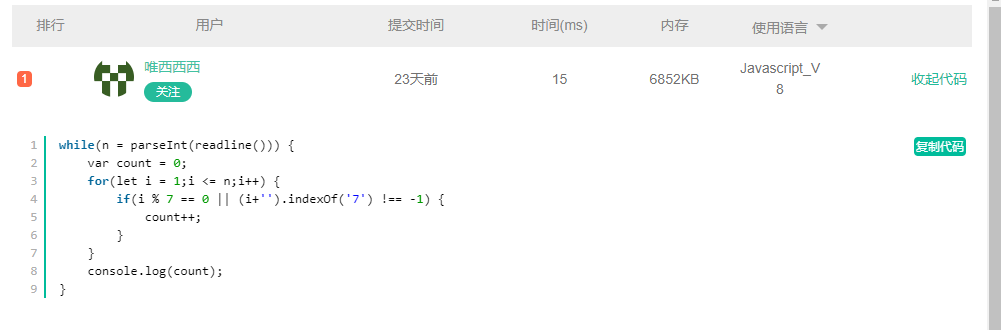 排行 用户 提交时间 时间(ms) 内存 使用语言
1 唯西西西 关注 23天前 15 6852KB Javascript_V8 收起代码
复制代码
1 while(n = parseInt(readline())) {
2     var count = 0;
3     for(let i = 1;i <= n;i++) {
4         if(i % 7 == 0 || (i+'').indexOf('7') !== -1) {
5             count++;
6         }
7     }
8     console.log(count);
9 }